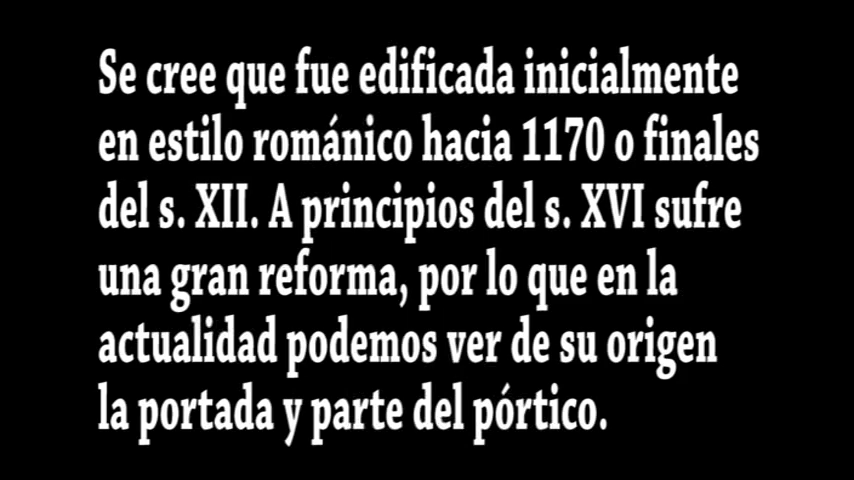 Se cree que fue edificada inicialmente
en estilo románico hacia 1170 o finales
del s. XII. A principios del s. XVI sufre
una gran reforma, por lo que en la
actualidad podemos ver de su origen
la portada y parte del pórtico.